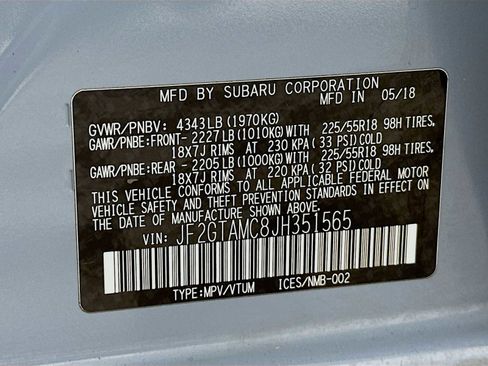 MFD BY SUBARU CORPORATION
MFD IN 05/18
GVWR/PNBV: 4343LB(1970KG)
GAWR/PNBE:FRONT- 2227LB(1010KG)WITH 225/55R18 98H TIRES,
18X7J RIMS AT 230 KPA(33 PSI)COLD
GAWR/PNBE:REAR - 2205LB(1000KG)WITH 225/55R18 98H TIRES,
18X7J RIMS AT 220 KPA(32 PSI)COLD
THIS VEHICLE CONFORMS TO ALL APPLICABLE FEDERAL MOTOR
VEHICLE SAFETY AND THEFT PREVENTION STANDARDS IN EFFECT ON
THE DATE OF MANUFACTURE SHOWN ABOVE.
VIN: JF2GTAMC8JH351565
TYPE:MPV/VTUM ICES/NMB-002